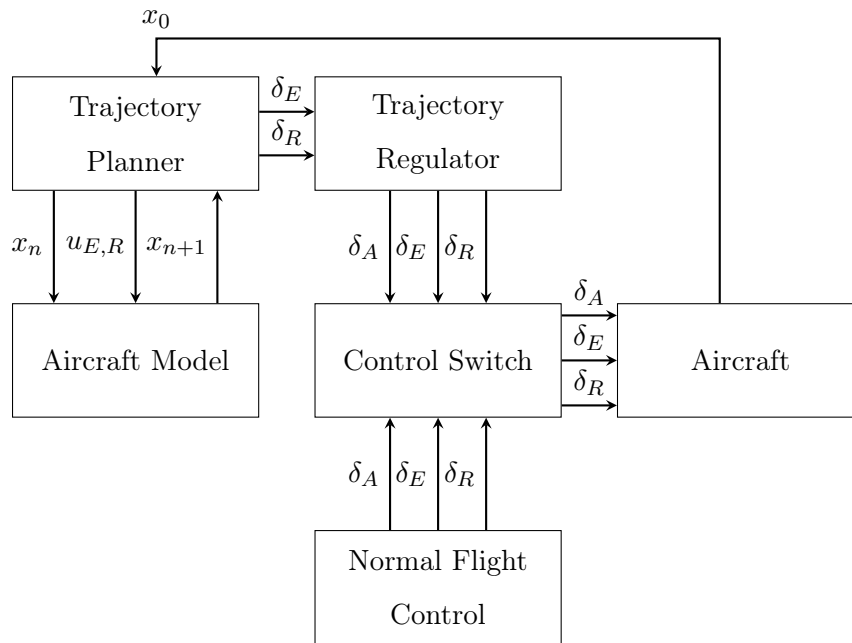 x_0
Trajectory
Planner
δ_E
δ_R
Trajectory
Regulator
x_n
u_{E,R}
x_{n+1}
δ_A
δ_E
δ_R
Aircraft Model
Control Switch
δ_A
δ_E
δ_R
Aircraft
δ_A
δ_E
δ_R
Normal Flight
Control